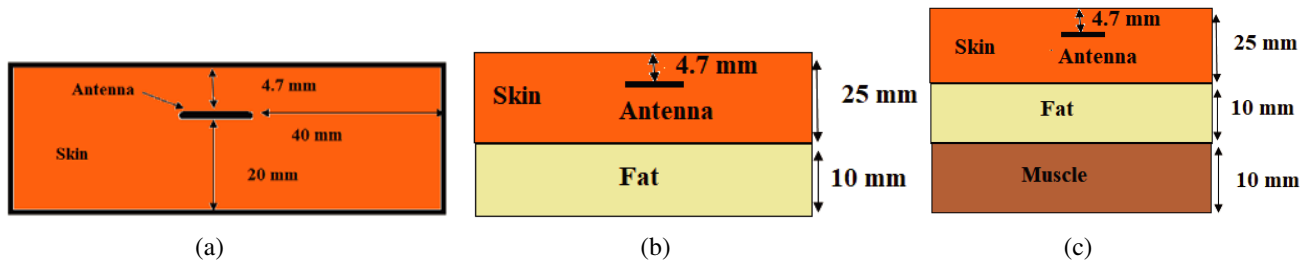 Antenna
4.7 mm
40 mm
Skin
20 mm
(a)
4.7 mm
Skin
Antenna
25 mm
Fat
10 mm
(b)
4.7 mm
Skin
Antenna
25 mm
Fat
10 mm
Muscle
10 mm
(c)